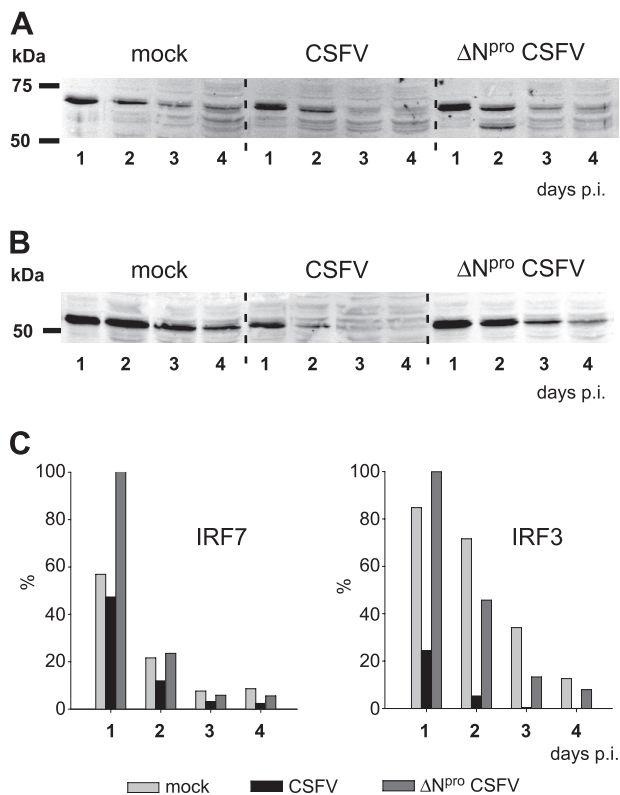 A
kDa mock CSFV ΔNpro CSFV
75
50
1 2 3 4 1 2 3 4 1 2 3 4
days p.i.
B
kDa mock CSFV ΔNpro CSFV
50
1 2 3 4 1 2 3 4 1 2 3 4
days p.i.
C
100 100
80 80
IRF7 IRF3
60 60
% %
40 40
20 20
0 0
1 2 3 4 1 2 3 4
days p.i.
mock CSFV ΔNpro CSFV